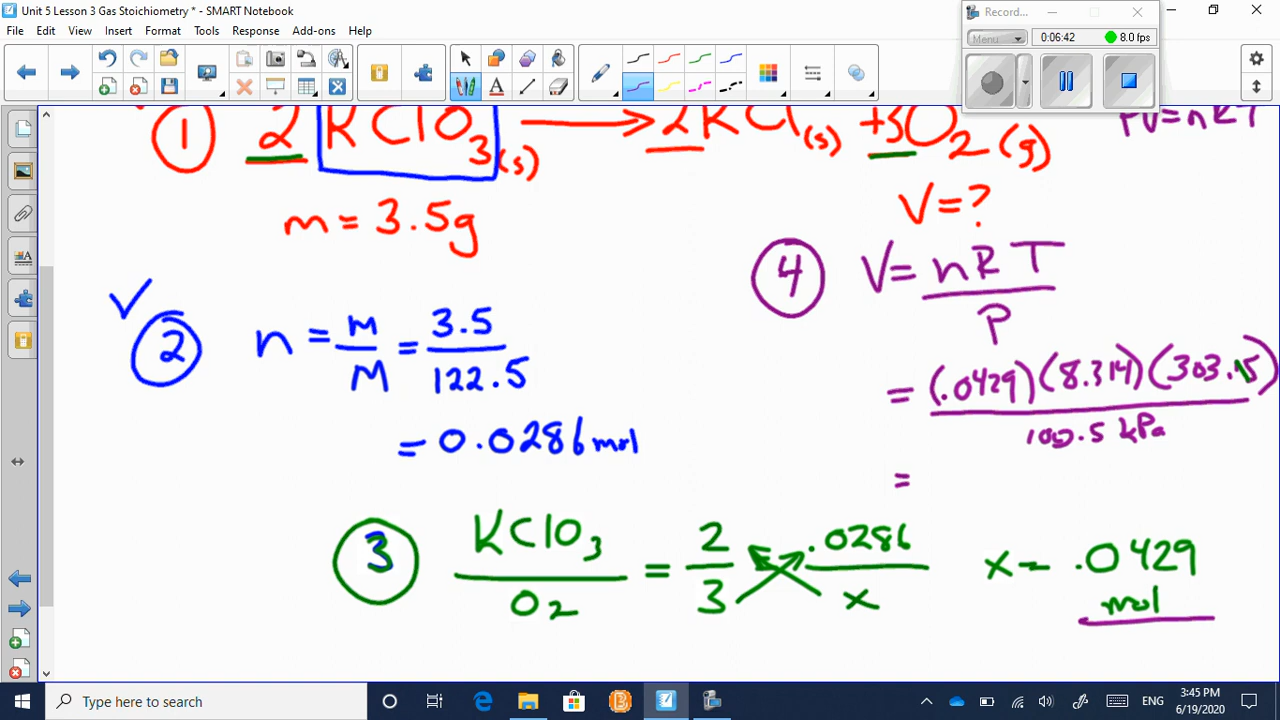 Unit 5 Lesson 3 Gas Stoichiometry * - SMART Notebook
Record...
File Edit View Insert Format Tools Response Add-ons Help
Menu 0:06:42 8.0 fps
① 2 KClO₃(s) ⟶ 2KCl(s) + 3O₂(g)
PV=nRT
m = 3.5g
V = ?
④ V = nRT / P
② n = m/M = 3.5/122.5
= (.0429)(8.314)(303.15) / 100.5 kPa
= 0.0286 mol
=
③ KClO₃/O₂ = 2/3 .0286/x x = .0429 mol
Type here to search
ENG
3:45 PM
6/19/2020